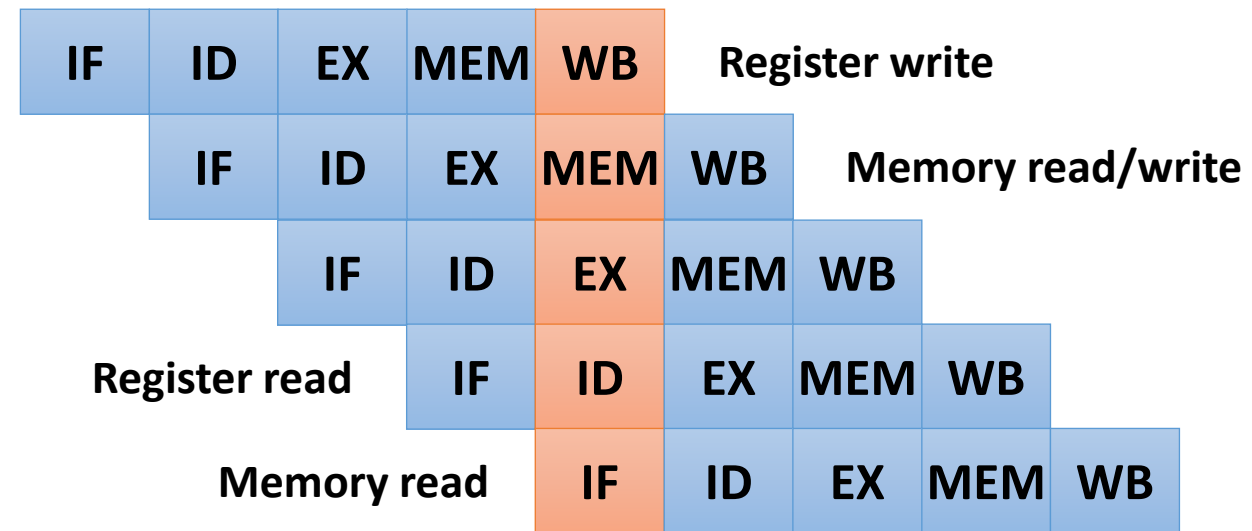 IF ID EX MEM WB Register write
IF ID EX MEM WB Memory read/write
IF ID EX MEM WB
Register read IF ID EX MEM WB
Memory read IF ID EX MEM WB